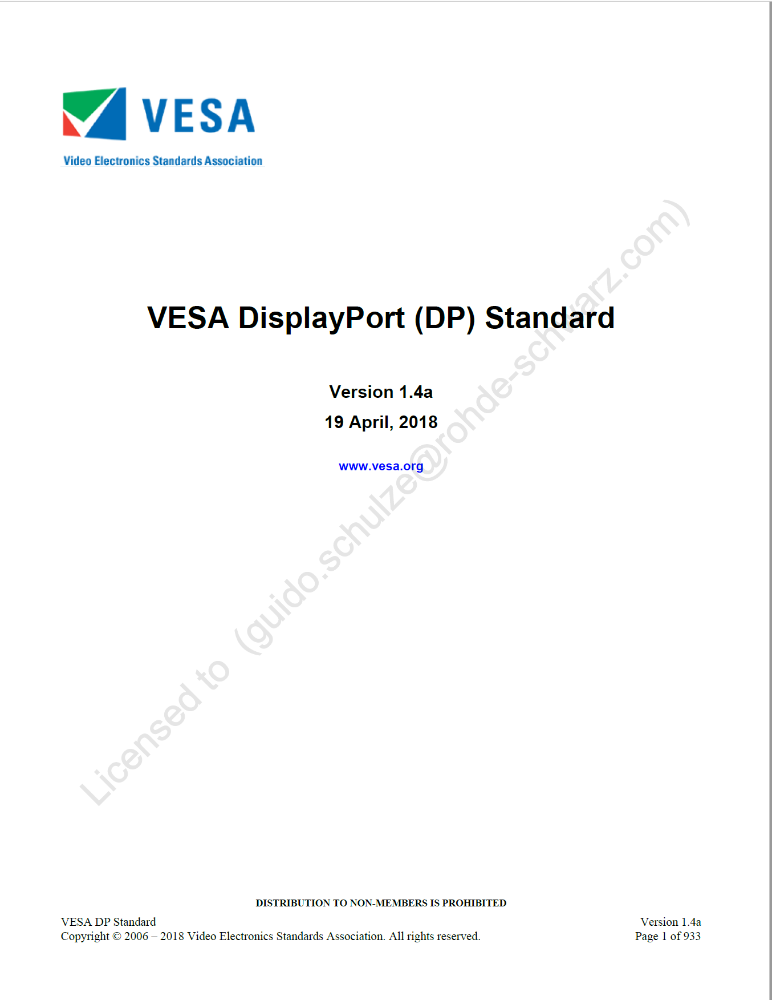 VESA
Video Electronics Standards Association
VESA DisplayPort (DP) Standard
Version 1.4a
19 April, 2018
www.vesa.org
Licensed to (guido.schulze@rohde-schwarz.com)
DISTRIBUTION TO NON-MEMBERS IS PROHIBITED
VESA DP Standard Version 1.4a
Copyright © 2006 – 2018 Video Electronics Standards Association. All rights reserved. Page 1 of 933